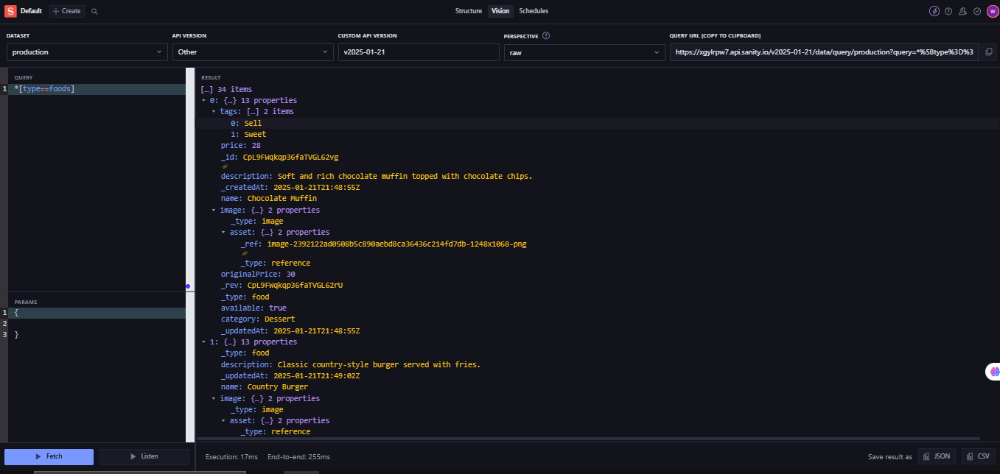 S Default + Create Structure Vision Schedules W
DATASET API VERSION CUSTOM API VERSION PERSPECTIVE QUERY URL [COPY TO CLIPBOARD]
production Other v2025-01-21 raw https://xgylrpw7.api.sanity.io/v2025-01-21/data/query/production?query=*%5Btype%3D%3
QUERY
1 *[type==foods]
PARAMS
1 {
2
3 }
Fetch Listen
RESULT
[…] 34 items
0: {…} 13 properties
tags: […] 2 items
0: Sell
1: Sweet
price: 28
_id: CpL9FWqkqp36faTVGL62vg
description: Soft and rich chocolate muffin topped with chocolate chips.
_createdAt: 2025-01-21T21:48:55Z
name: Chocolate Muffin
image: {…} 2 properties
_type: image
asset: {…} 2 properties
_ref: image-2392122ad0508b5c890aebd8ca36436c214fd7db-1248x1068-png
_type: reference
originalPrice: 30
_rev: CpL9FWqkqp36faTVGL62rU
_type: food
available: true
category: Dessert
_updatedAt: 2025-01-21T21:48:55Z
1: {…} 13 properties
_type: food
description: Classic country-style burger served with fries.
_updatedAt: 2025-01-21T21:49:02Z
name: Country Burger
image: {…} 2 properties
_type: image
asset: {…} 2 properties
_type: reference
Execution: 17ms End-to-end: 255ms Save result as JSON CSV